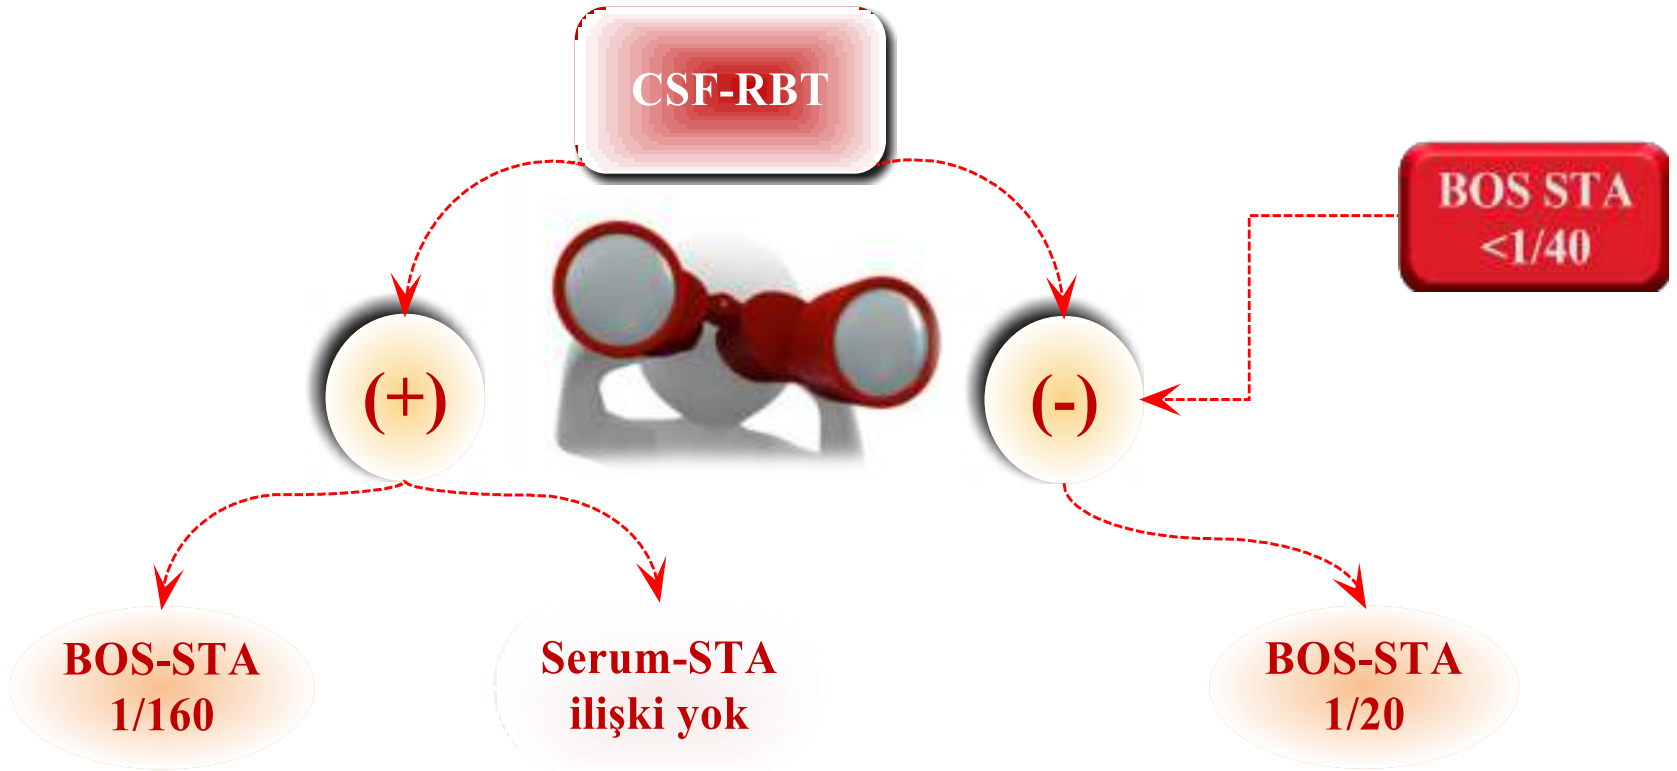 CSF-RBT
BOS STA
<1/40
(+)
(-)
BOS-STA
1/160
Serum-STA
ilişki yok
BOS-STA
1/20